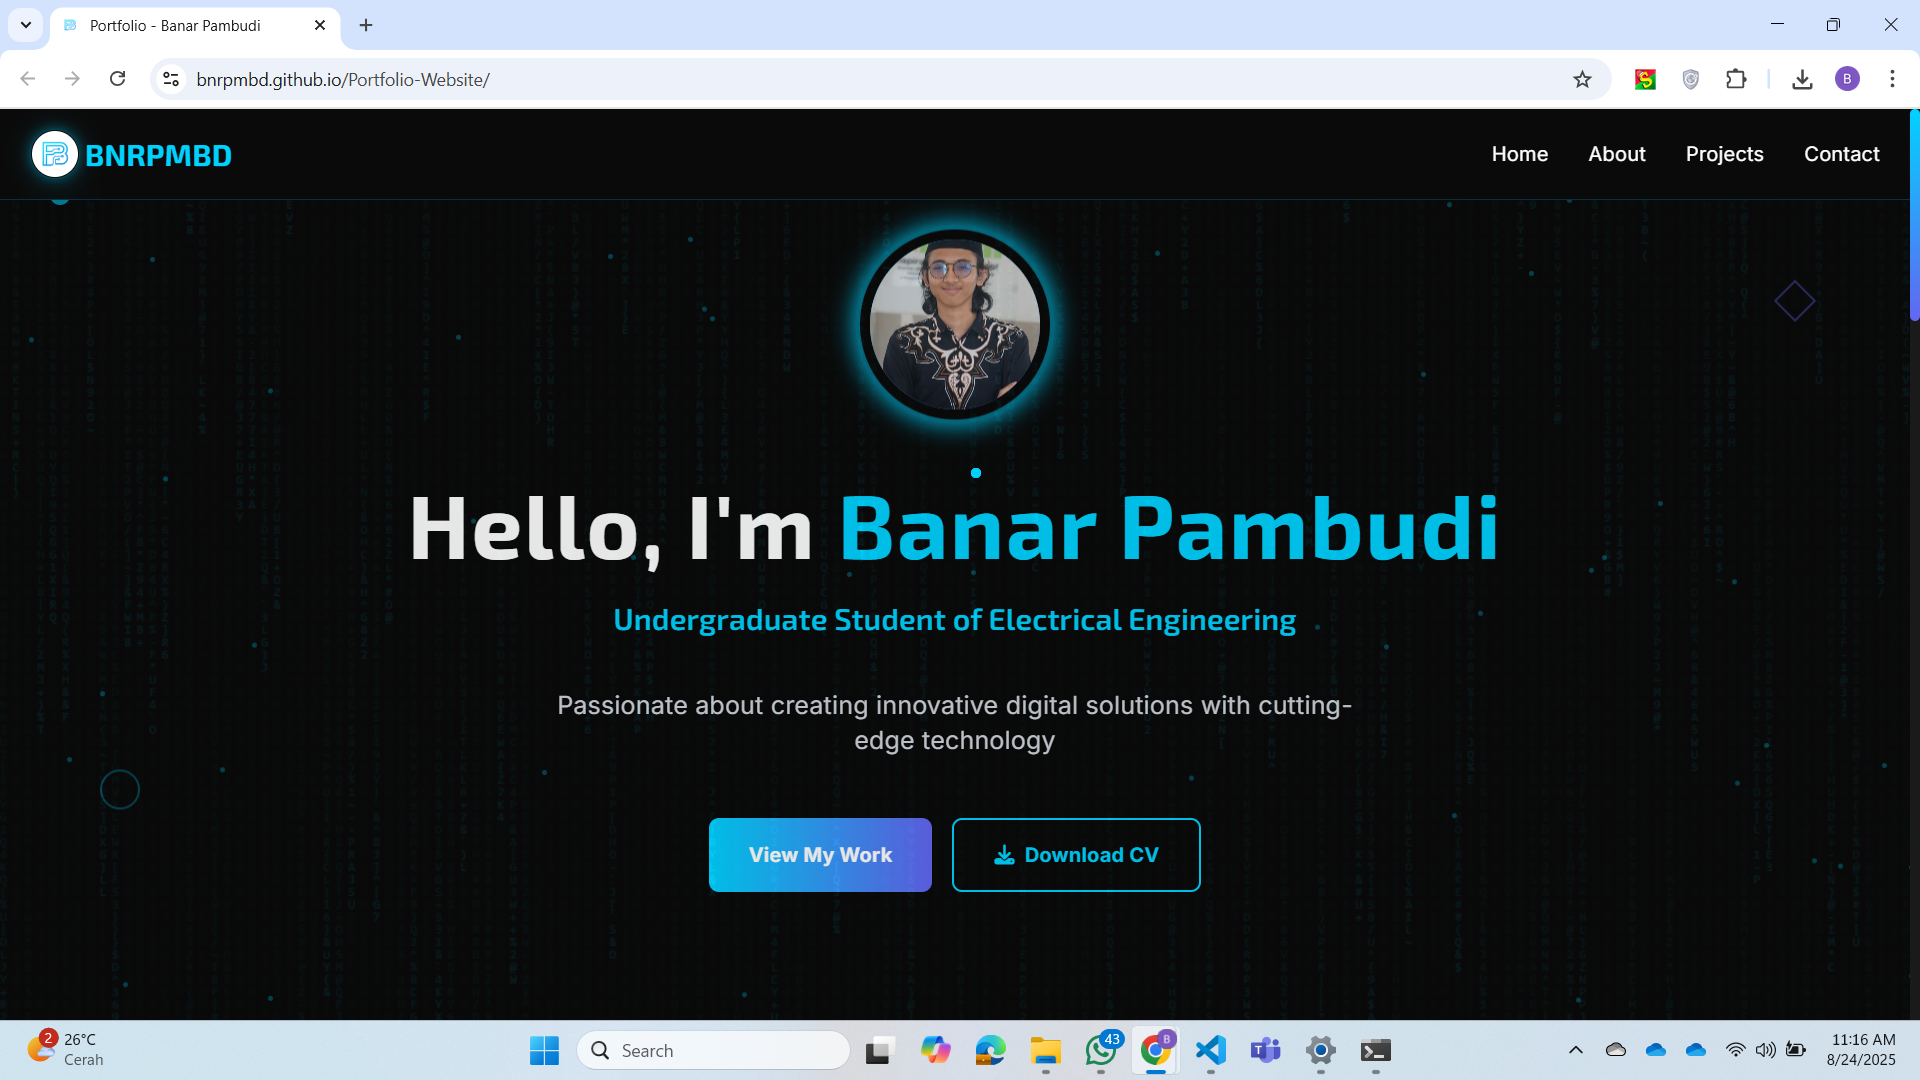 Portfolio - Banar Pambudi
bnrpmbd.github.io/Portfolio-Website/
B
BNRPMBD
Home
About
Projects
Contact
Hello, I'm Banar Pambudi
Undergraduate Student of Electrical Engineering
Passionate about creating innovative digital solutions with cutting-
edge technology
View My Work
Download CV
2
26°C
Cerah
Search
43
B
11:16 AM
8/24/2025